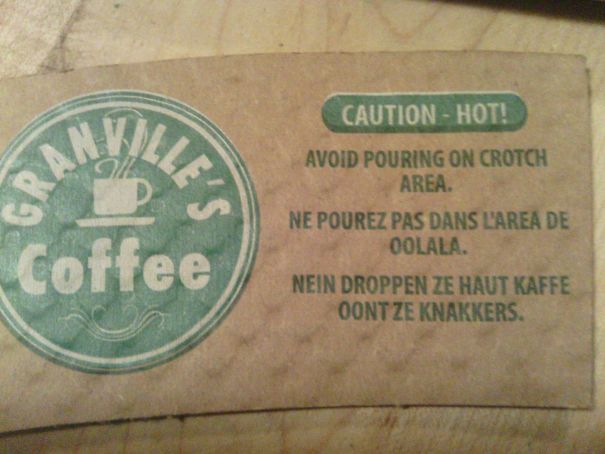 GRANVILLE'S
Coffee
CAUTION - HOT!
AVOID POURING ON CROTCH
AREA.
NE POUREZ PAS DANS L'AREA DE
OOLALA.
NEIN DROPPEN ZE HAUT KAFFE
OONT ZE KNAKKERS.